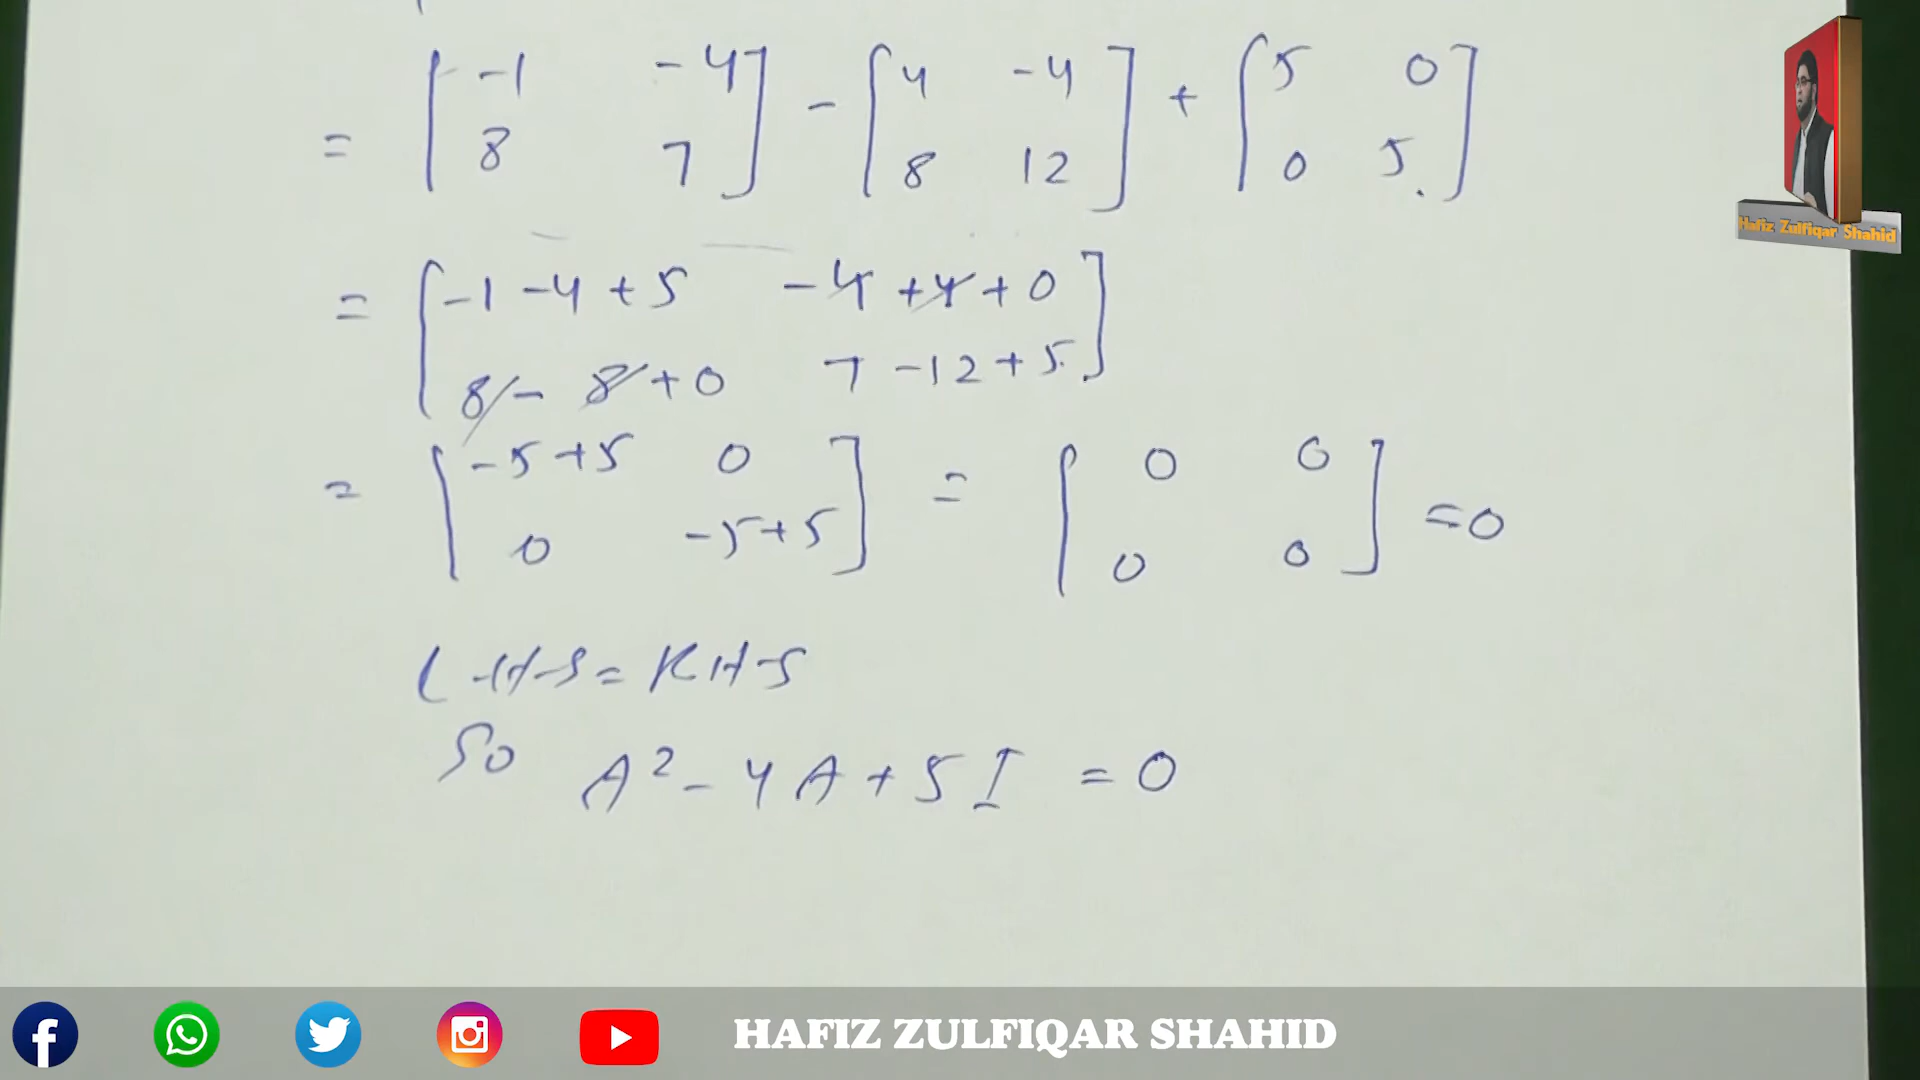 = [ -1 -4 ] - [ 4 -4 ] + [ 5 0 ]
8 7 8 12 0 5.
= [ -1 -4 +5 -4 +4 +0 ]
8 - 8 +0 7 -12 +5.
= [ -5+5 0 ] = [ 0 0 ] =0
0 -5+5 0 0
L-H-S = R H-S
So A² - 4A + 5I = 0
Hafiz Zulfiqar Shahid
HAFIZ ZULFIQAR SHAHID